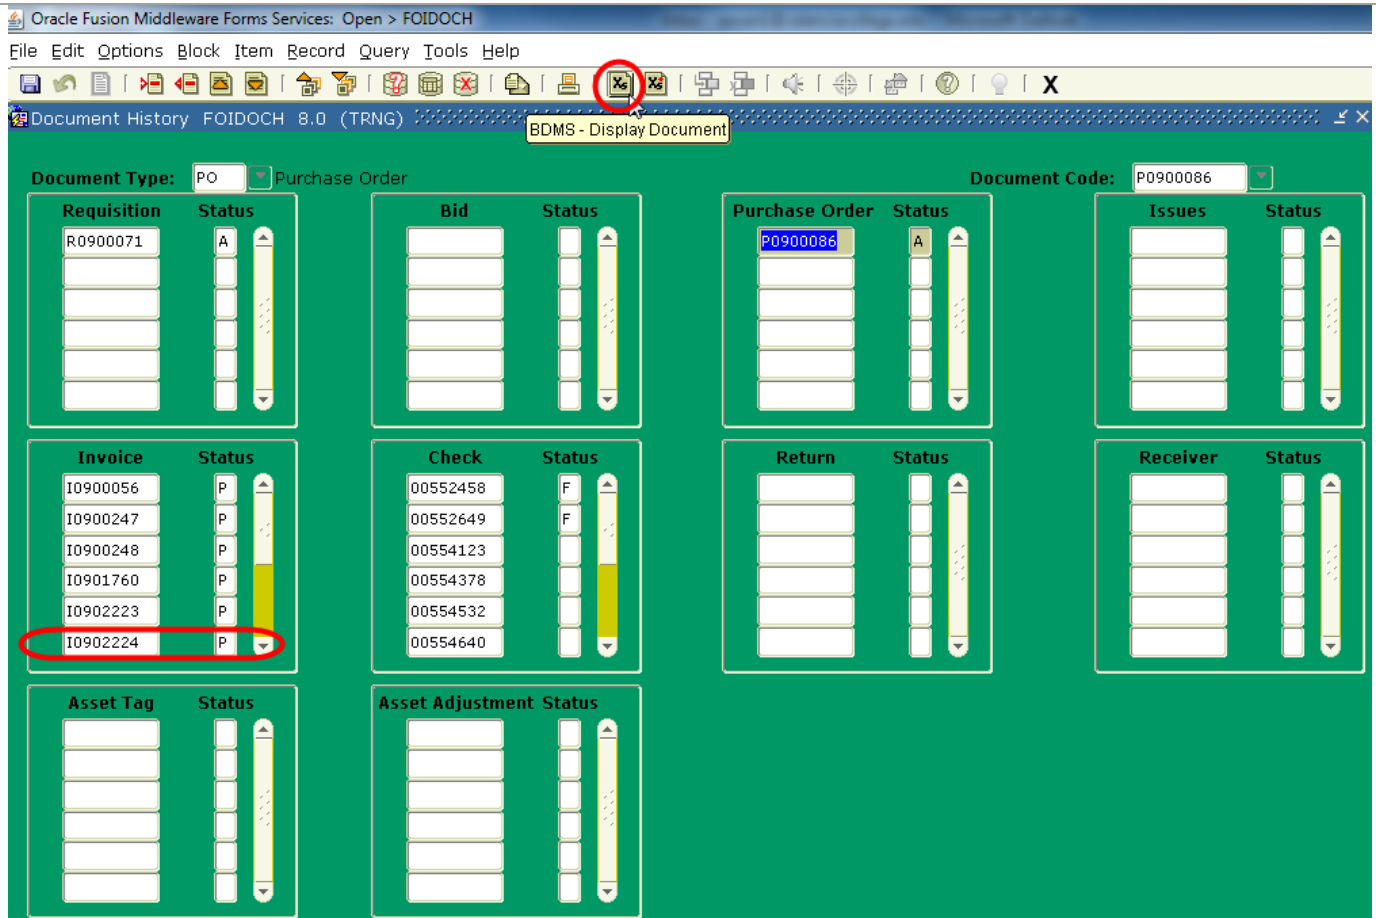 Oracle Fusion Middleware Forms Services: Open > FOIDOCH
File Edit Options Block Item Record Query Tools Help
X
Document History FOIDOCH 8.0 (TRNG)
BDMS - Display Document
Document Type: PO Purchase Order Document Code: P0900086
Requisition Status Bid Status Purchase Order Status Issues Status
R0900071 A P0900086 A
Invoice Status Check Status Return Status Receiver Status
I0900056 P 00552458 F
I0900247 P 00552649 F
I0900248 P 00554123
I0901760 P 00554378
I0902223 P 00554532
I0902224 P 00554640
Asset Tag Status Asset Adjustment Status